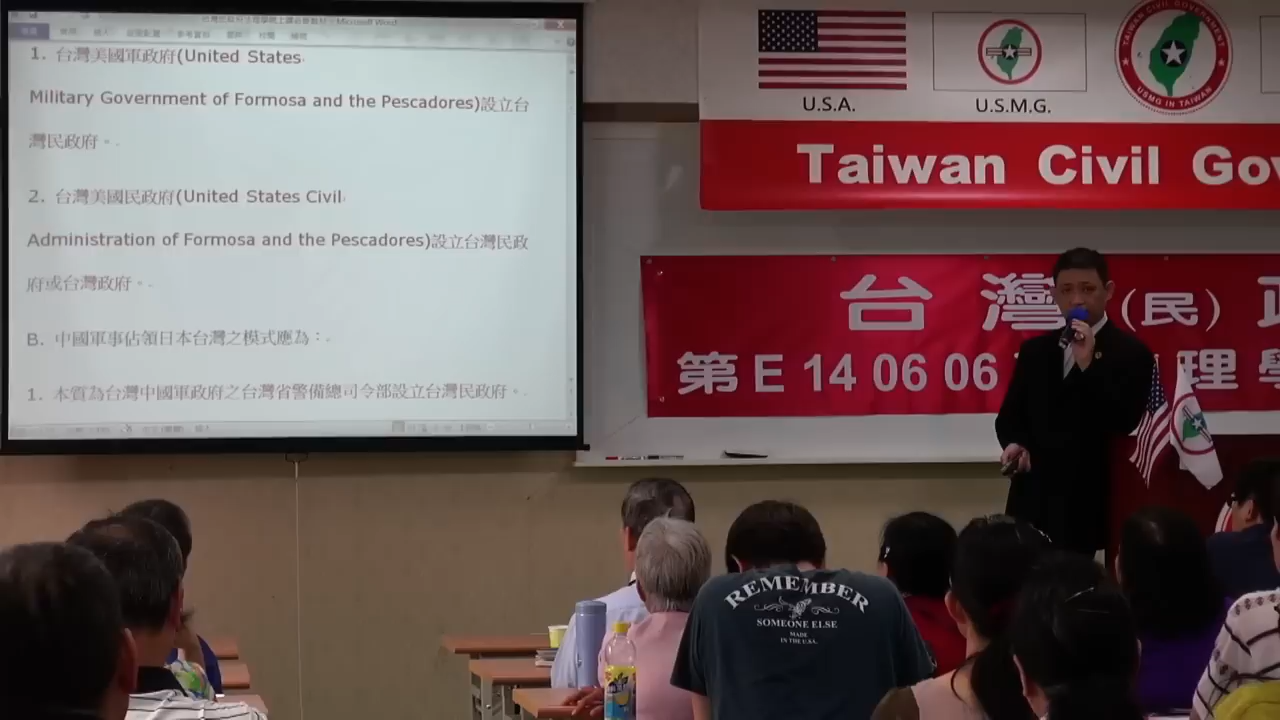 Microsoft Word
1. 台灣美國軍政府(United States
Military Government of Formosa and the Pescadores)設立台
灣民政府。
2. 台灣美國民政府(United States Civil
Administration of Formosa and the Pescadores)設立台灣民政
府或台灣政府。
B. 中國軍事佔領日本台灣之模式應為：
1. 本質為台灣中國軍政府之台灣省警備總司令部設立台灣民政府。
U.S.A.
U.S.M.G.
TAIWAN CIVIL GOVERNMENT
USMG IN TAIWAN
Taiwan Civil Go
台灣(民)
第E 14 06 06
理學
REMEMBER
SOMEONE ELSE
MADE
IN THE U.S.A.